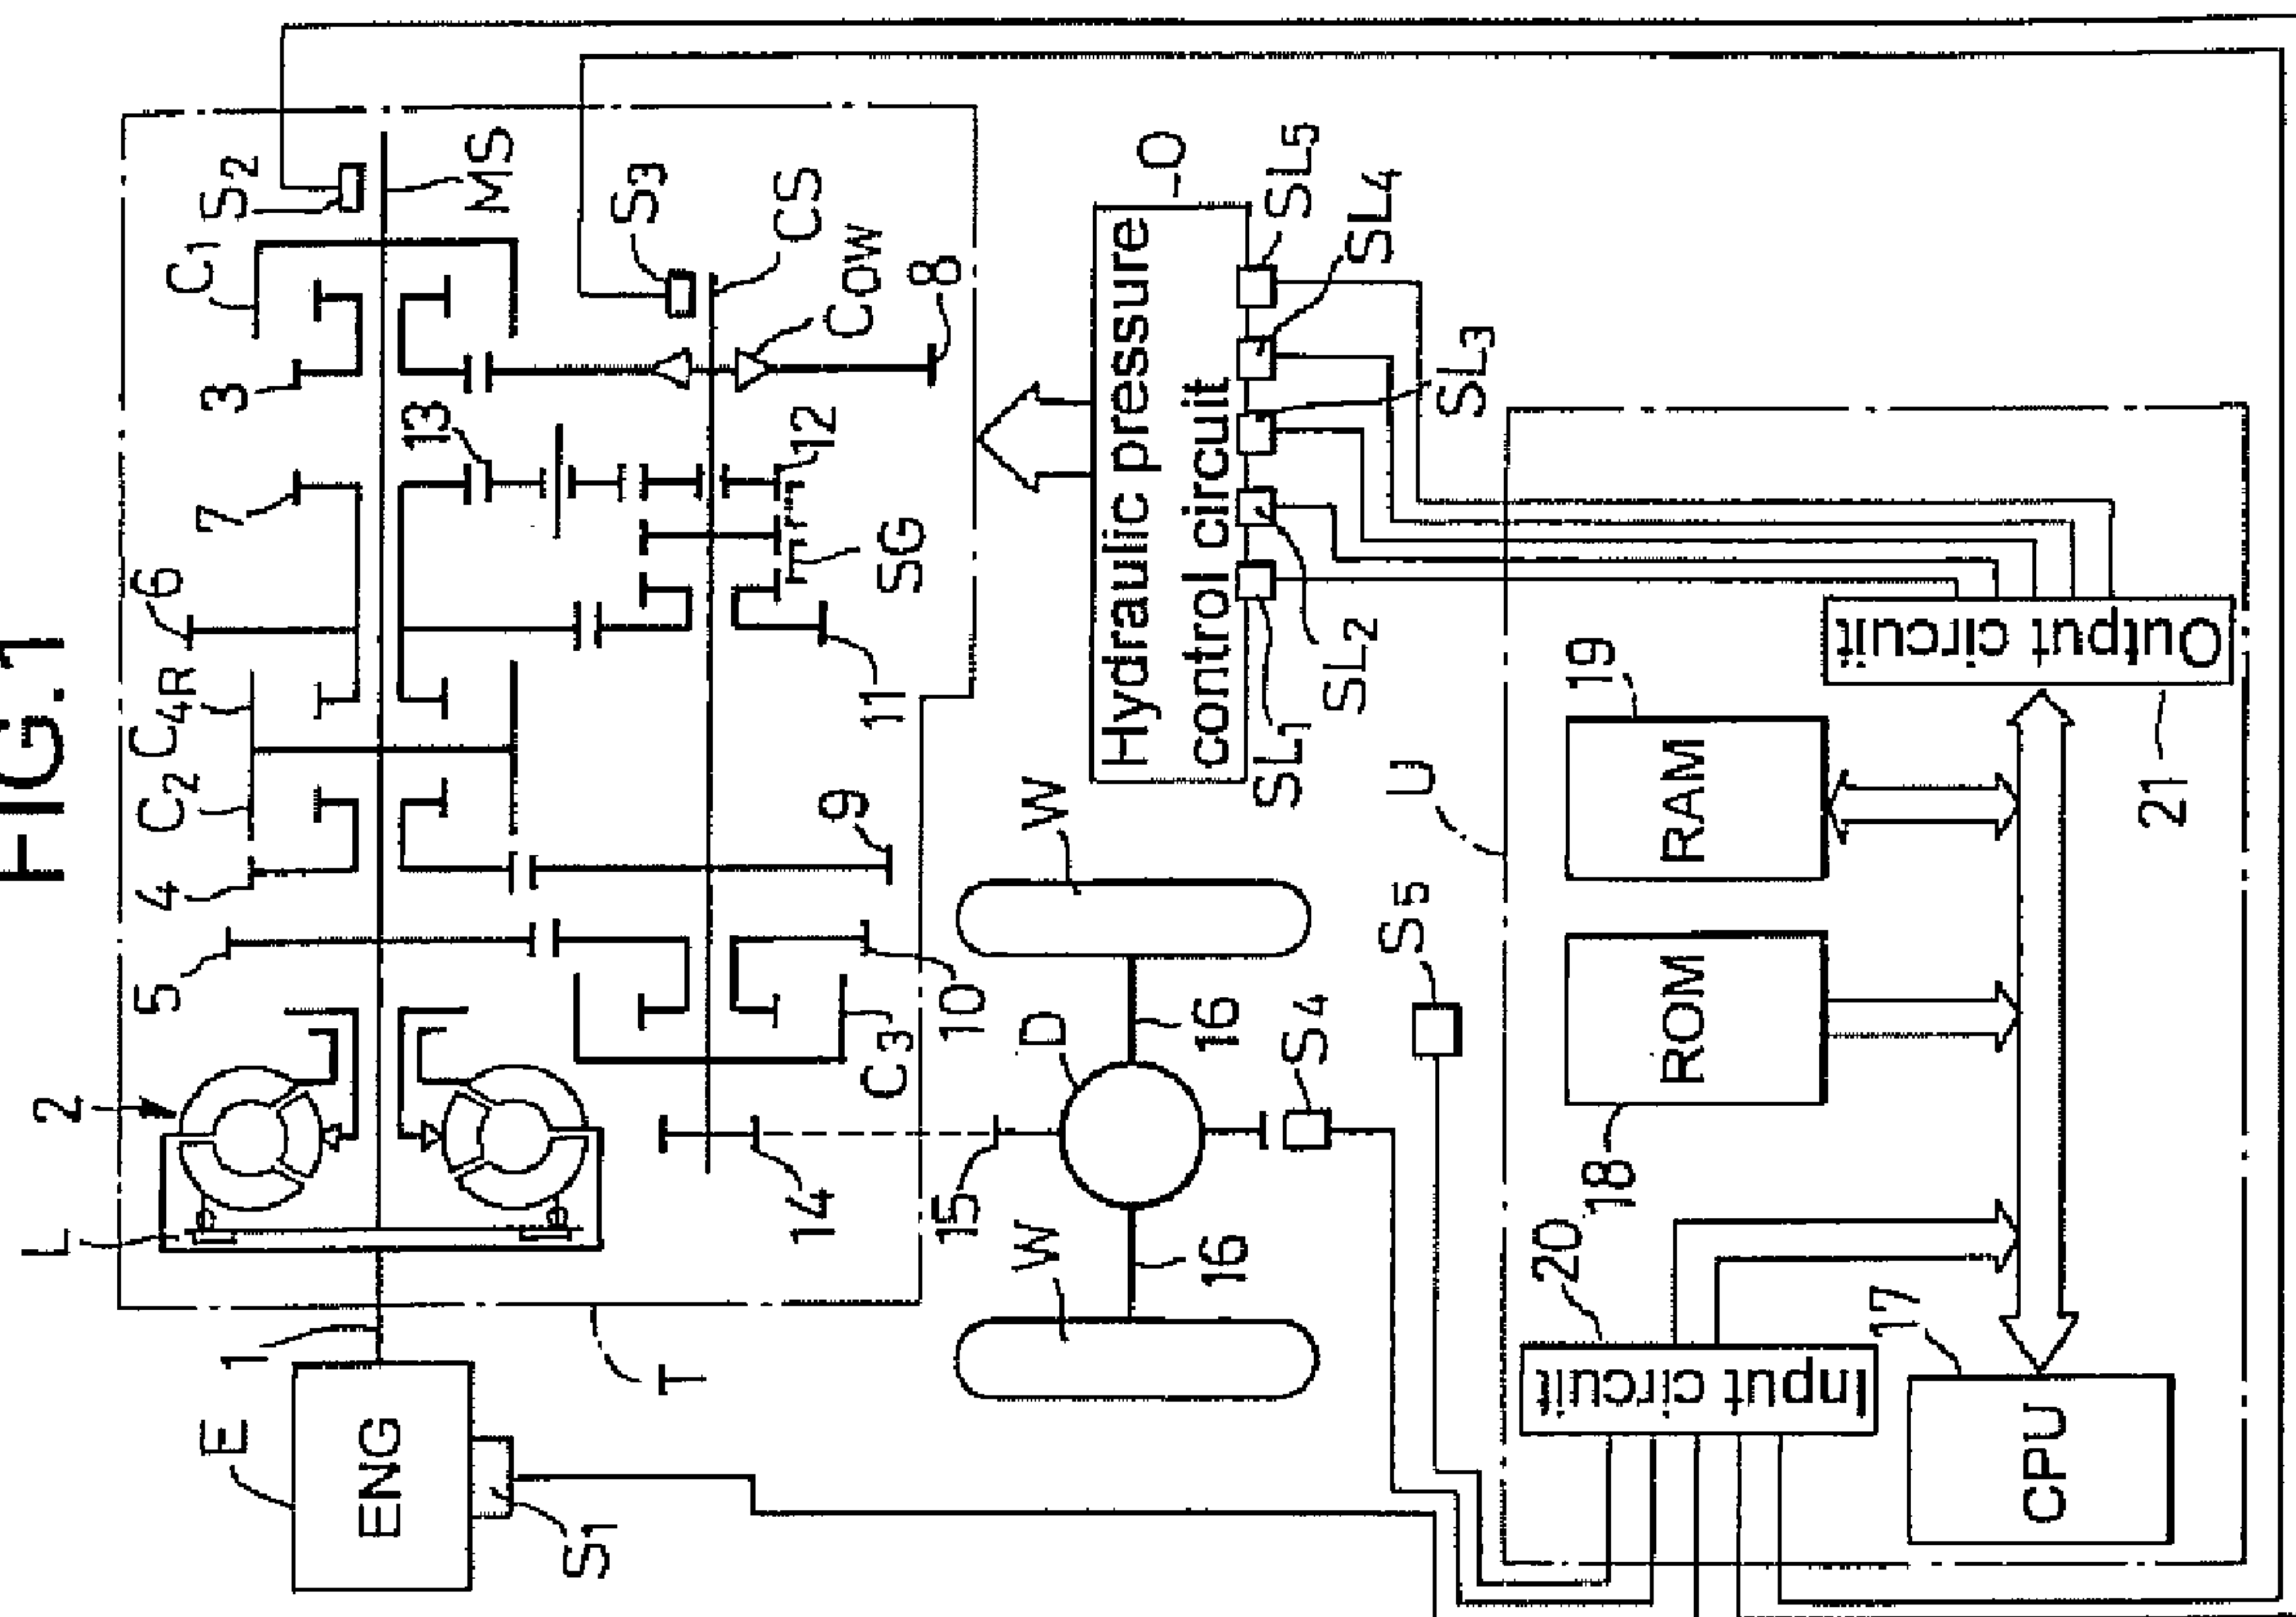 FIG.1
L
2
5
4
C2
C4R
6
7
3
C1
S2
MS
S3
CS
COW
8
13
12
SG
11
9
10
C3
14
15
1
E
ENG
S1
T
W
W
D
16
16
S4
S5
Hydraulic pressure
control circuit
O
SL1
SL2
SL3
SL4
SL5
U
20
Input circuit
17
CPU
18
ROM
RAM
19
Output circuit
21